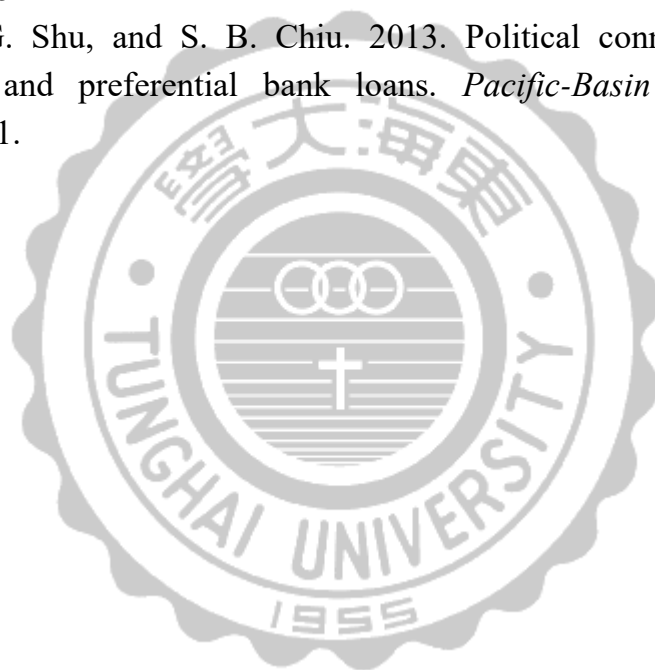 G. Shu, and S. B. Chiu. 2013. Political conn
and preferential bank loans. Pacific-Basin
1.
學大海東
TUNGHAI UNIVERSITY
1955